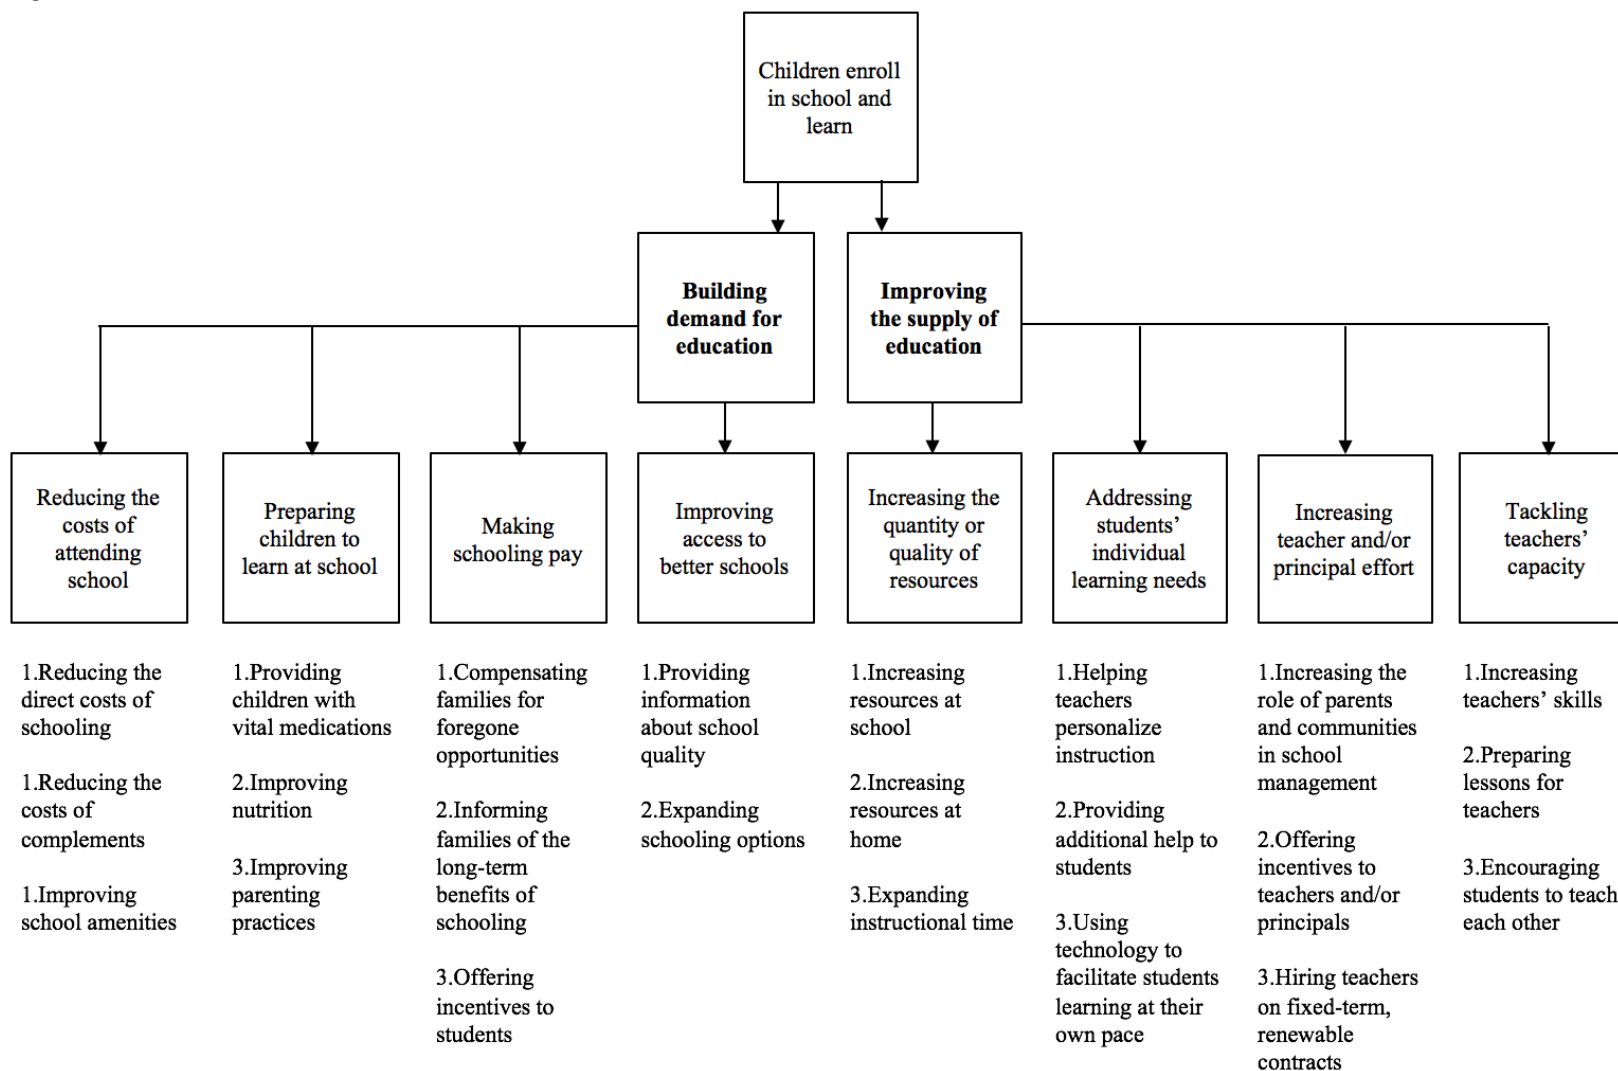 Children enroll
in school and
learn
Building
demand for
education
Improving
the supply of
education
Reducing the
costs of
attending
school
Preparing
children to
learn at school
Making
schooling pay
Improving
access to
better schools
Increasing the
quantity or
quality of
resources
Addressing
students’
individual
learning needs
Increasing
teacher and/or
principal effort
Tackling
teachers’
capacity
1.Reducing the
direct costs of
schooling
1.Reducing the
costs of
complements
1.Improving
school amenities
1.Providing
children with
vital medications
2.Improving
nutrition
3.Improving
parenting
practices
1.Compensating
families for
foregone
opportunities
2.Informing
families of the
long-term
benefits of
schooling
3.Offering
incentives to
students
1.Providing
information
about school
quality
2.Expanding
schooling options
1.Increasing
resources at
school
2.Increasing
resources at
home
3.Expanding
instructional time
1.Helping
teachers
personalize
instruction
2.Providing
additional help to
students
3.Using
technology to
facilitate students
learning at their
own pace
1.Increasing the
role of parents
and communities
in school
management
2.Offering
incentives to
teachers and/or
principals
3.Hiring teachers
on fixed-term,
renewable
contracts
1.Increasing
teachers’ skills
2.Preparing
lessons for
teachers
3.Encouraging
students to teach
each other